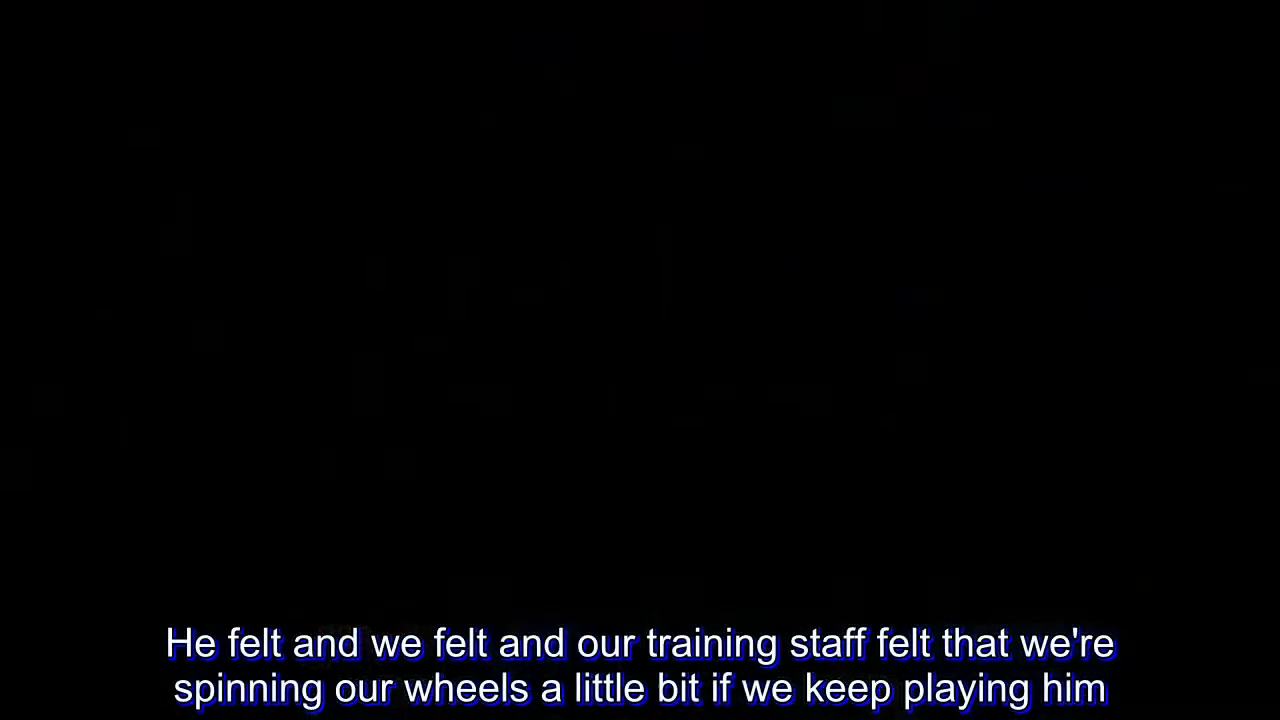 He felt and we felt and our training staff felt that we're
spinning our wheels a little bit if we keep playing him